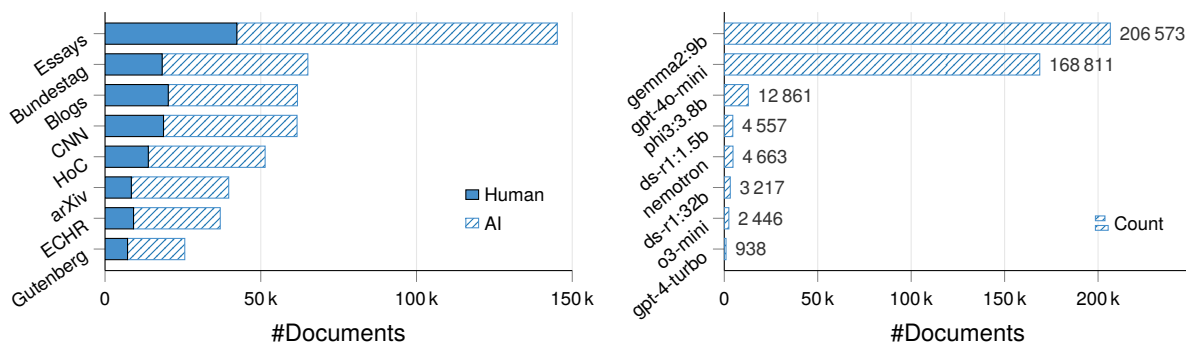 Essays
Bundestag
Blogs
CNN
HoC
arXiv
ECHR
Gutenberg
Human
AI
0
50 k
100 k
150 k
#Documents
gemma2:9b
206 573
gpt-4o-mini
168 811
phi3:3.8b
12 861
ds-r1:1.5b
4 557
nemotron
4 663
ds-r1:32b
3 217
o3-mini
2 446
gpt-4-turbo
938
Count
0
50 k
100 k
150 k
200 k
#Documents